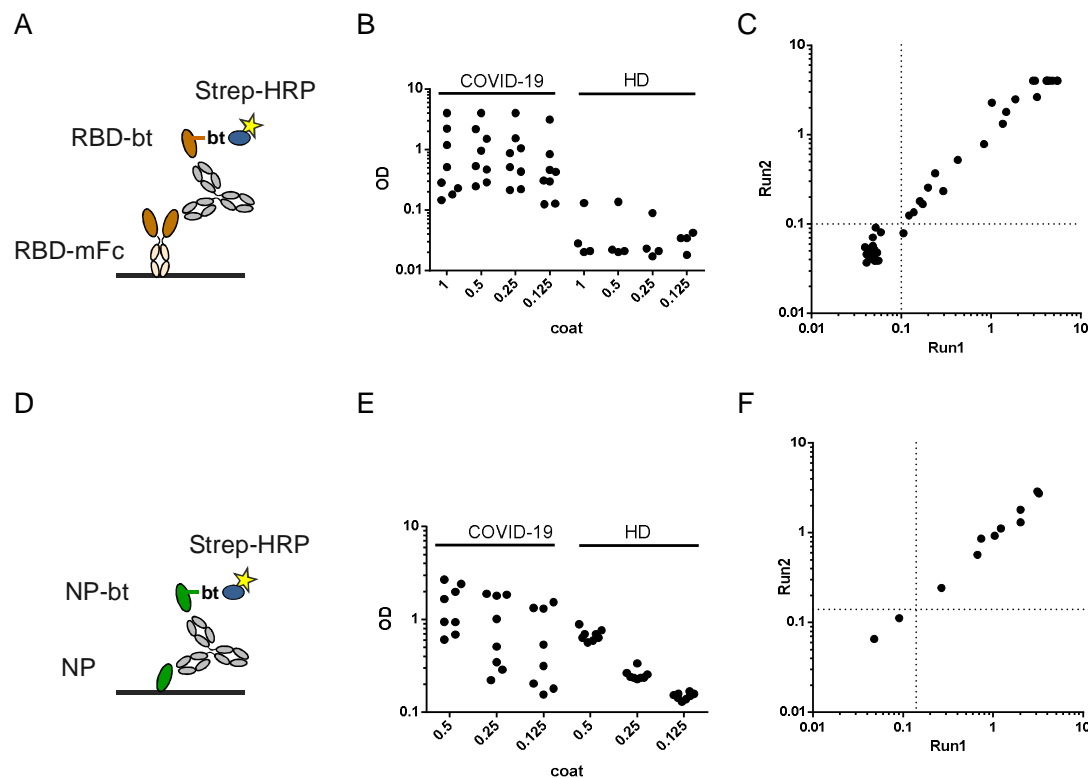 A
Strep-HRP
RBD-bt
bt
RBD-mFc
B
COVID-19
HD
10
1
0.1
0.01
OD
1
0.5
0.25
0.125
1
0.5
0.25
0.125
coat
C
10
1
0.1
0.01
Run2
0.01
0.1
1
10
Run1
D
Strep-HRP
NP-bt
bt
NP
E
COVID-19
HD
10
1
0.1
OD
0.5
0.25
0.125
0.5
0.25
0.125
coat
F
10
1
0.1
0.01
Run2
0.01
0.1
1
10
Run1